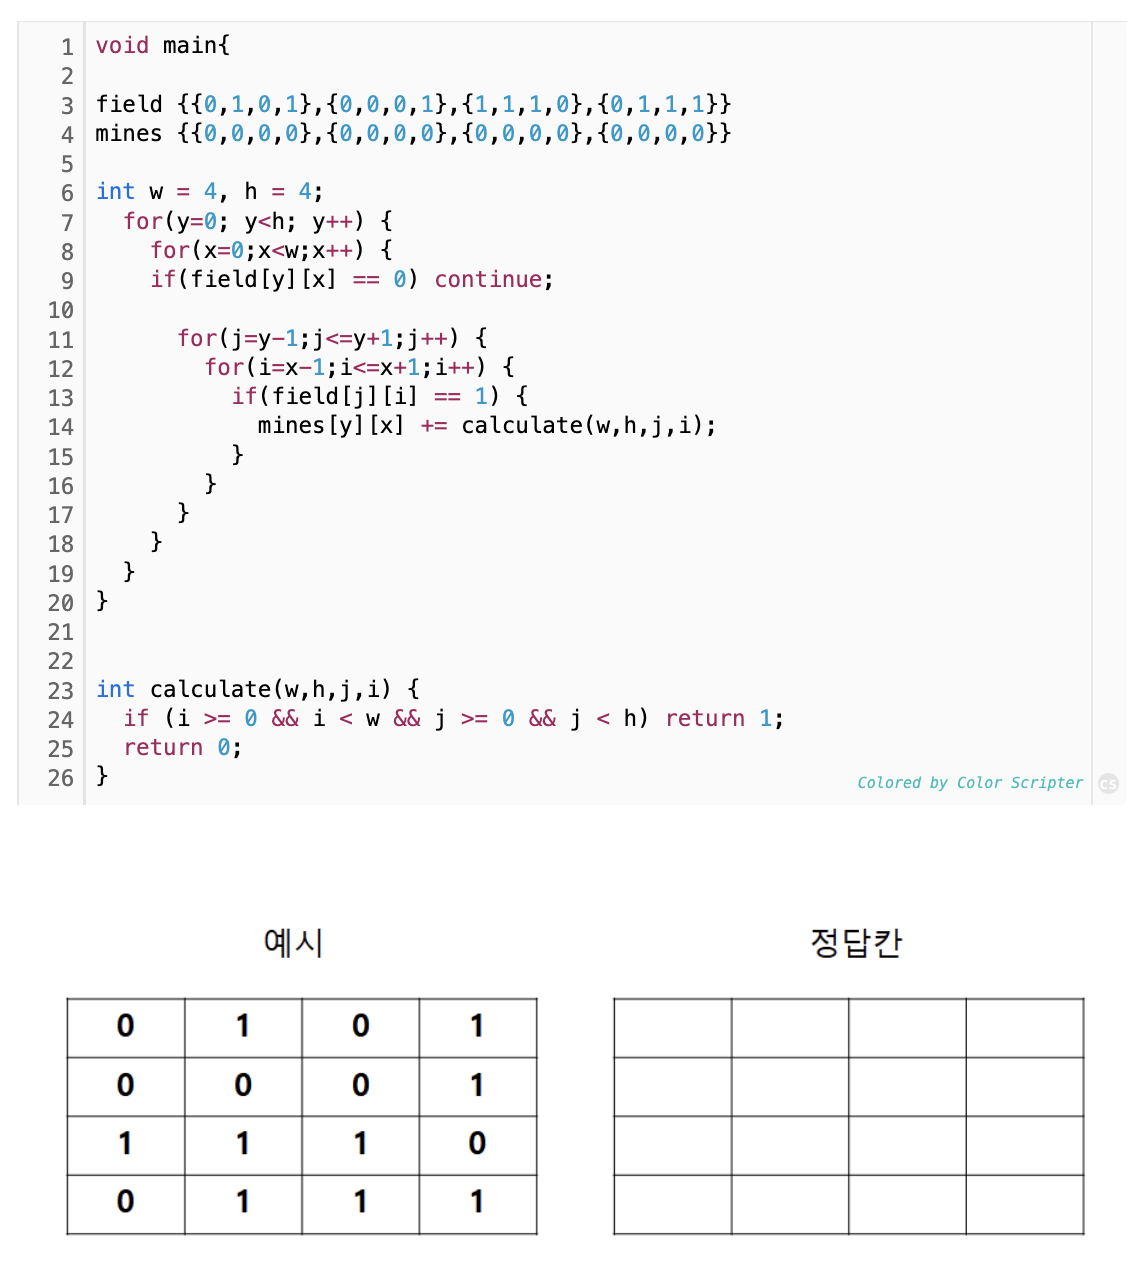 1 void main{
2
3 field {{0,1,0,1},{0,0,0,1},{1,1,1,0},{0,1,1,1}}
4 mines {{0,0,0,0},{0,0,0,0},{0,0,0,0},{0,0,0,0}}
5
6 int w = 4, h = 4;
7   for(y=0; y<h; y++) {
8     for(x=0;x<w;x++) {
9     if(field[y][x] == 0) continue;
10
11       for(j=y-1;j<=y+1;j++) {
12         for(i=x-1;i<=x+1;i++) {
13           if(field[j][i] == 1) {
14             mines[y][x] += calculate(w,h,j,i);
15           }
16         }
17       }
18     }
19   }
20 }
21
22
23 int calculate(w,h,j,i) {
24   if (i >= 0 && i < w && j >= 0 && j < h) return 1;
25   return 0;
26 }
Colored by Color Scripter CS
예시
0 1 0 1
0 0 0 1
1 1 1 0
0 1 1 1
정답칸